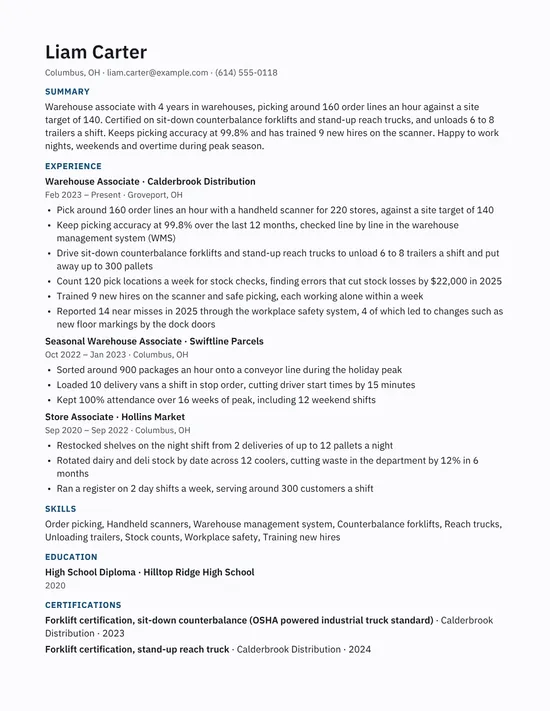 Liam Carter
Columbus, OH · liam.carter@example.com · (614) 555-0118
SUMMARY
Warehouse associate with 4 years in warehouses, picking around 160 order lines an hour against a site
target of 140. Certified on sit-down counterbalance forklifts and stand-up reach trucks, and unloads 6 to 8
trailers a shift. Keeps picking accuracy at 99.8% and has trained 9 new hires on the scanner. Happy to work
nights, weekends and overtime during peak season.
EXPERIENCE
Warehouse Associate · Calderbrook Distribution
Feb 2023 – Present · Groveport, OH
• Pick around 160 order lines an hour with a handheld scanner for 220 stores, against a site target of 140
• Keep picking accuracy at 99.8% over the last 12 months, checked line by line in the warehouse
management system (WMS)
• Drive sit-down counterbalance forklifts and stand-up reach trucks to unload 6 to 8 trailers a shift and put
away up to 300 pallets
• Count 120 pick locations a week for stock checks, finding errors that cut stock losses by $22,000 in 2025
• Trained 9 new hires on the scanner and safe picking, each working alone within a week
• Reported 14 near misses in 2025 through the workplace safety system, 4 of which led to changes such as
new floor markings by the dock doors
Seasonal Warehouse Associate · Swiftline Parcels
Oct 2022 – Jan 2023 · Columbus, OH
• Sorted around 900 packages an hour onto a conveyor line during the holiday peak
• Loaded 10 delivery vans a shift in stop order, cutting driver start times by 15 minutes
• Kept 100% attendance over 16 weeks of peak, including 12 weekend shifts
Store Associate · Hollins Market
Sep 2020 – Sep 2022 · Columbus, OH
• Restocked shelves on the night shift from 2 deliveries of up to 12 pallets a night
• Rotated dairy and deli stock by date across 12 coolers, cutting waste in the department by 12% in 6
months
• Ran a register on 2 day shifts a week, serving around 300 customers a shift
SKILLS
Order picking, Handheld scanners, Warehouse management system, Counterbalance forklifts, Reach trucks,
Unloading trailers, Stock counts, Workplace safety, Training new hires
EDUCATION
High School Diploma · Hilltop Ridge High School
2020
CERTIFICATIONS
Forklift certification, sit-down counterbalance (OSHA powered industrial truck standard) · Calderbrook
Distribution · 2023
Forklift certification, stand-up reach truck · Calderbrook Distribution · 2024